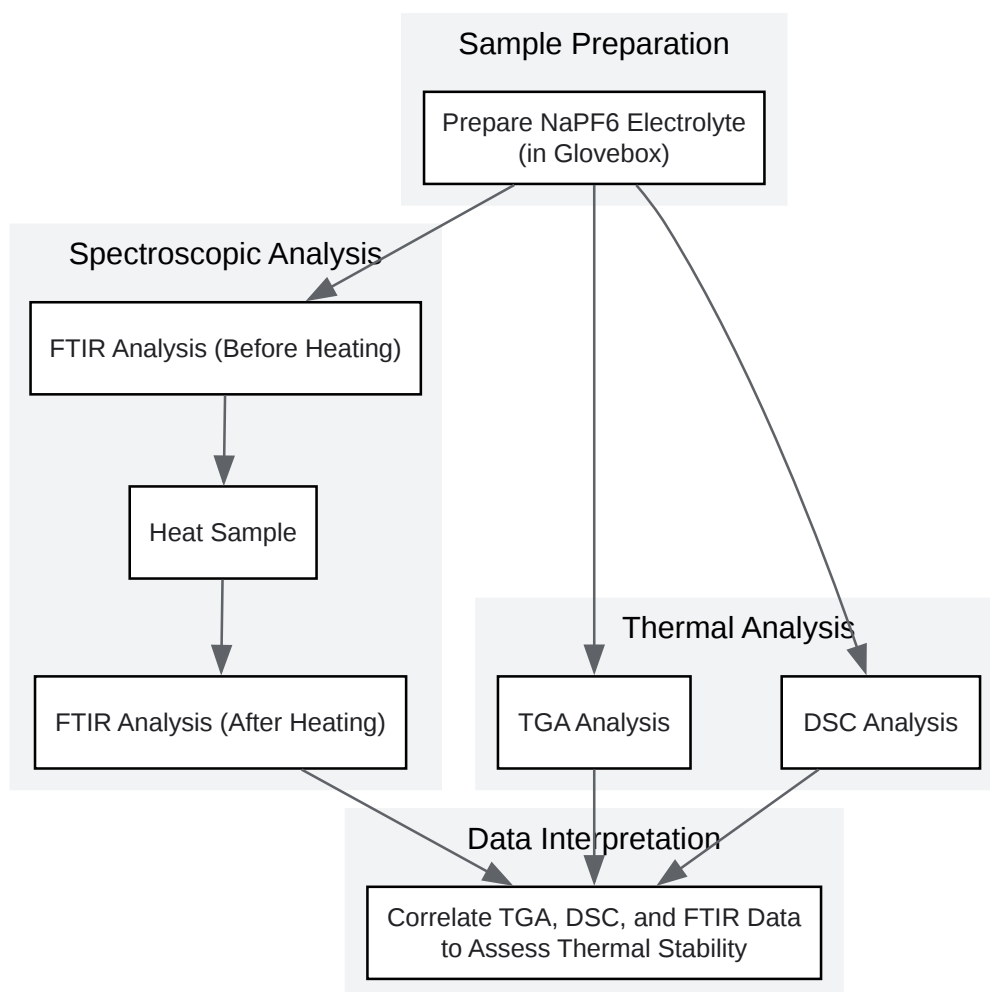 Sample Preparation
Prepare NaPF6 Electrolyte
(in Glovebox)
Spectroscopic Analysis
FTIR Analysis (Before Heating)
Heat Sample
FTIR Analysis (After Heating)
Thermal Analysis
TGA Analysis
DSC Analysis
Data Interpretation
Correlate TGA, DSC, and FTIR Data
to Assess Thermal Stability